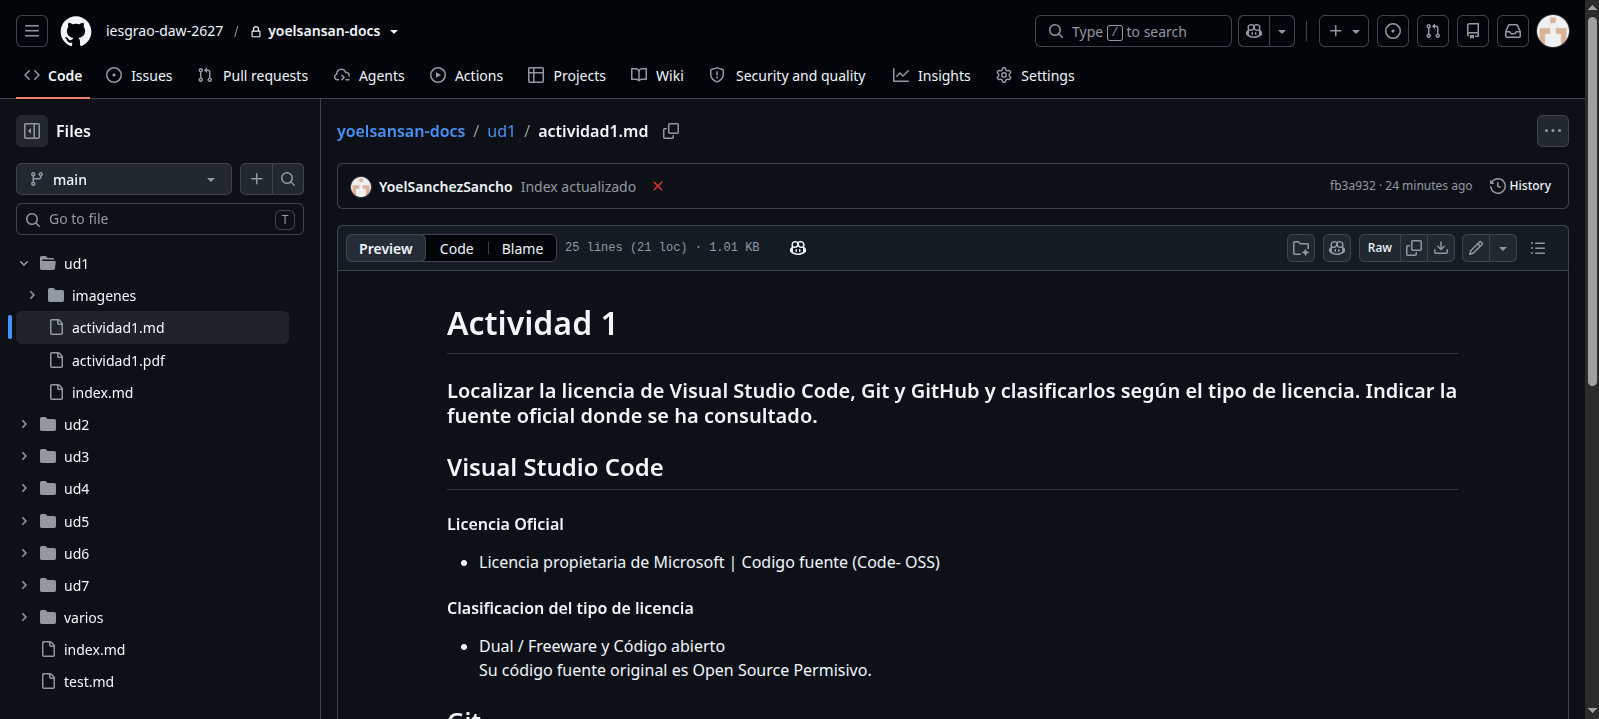 iesgrao-daw-2627 / yoelsansan-docs
Type / to search
Code Issues Pull requests Agents Actions Projects Wiki Security and quality Insights Settings
Files
main
Go to file T
ud1
imagenes
actividad1.md
actividad1.pdf
index.md
ud2
ud3
ud4
ud5
ud6
ud7
varios
index.md
test.md
yoelsansan-docs / ud1 / actividad1.md
YoelSanchezSancho Index actualizado fb3a932 · 24 minutes ago History
Preview Code Blame 25 lines (21 loc) · 1.01 KB Raw
Actividad 1
Localizar la licencia de Visual Studio Code, Git y GitHub y clasificarlos según el tipo de licencia. Indicar la
fuente oficial donde se ha consultado.
Visual Studio Code
Licencia Oficial
• Licencia propietaria de Microsoft | Codigo fuente (Code- OSS)
Clasificacion del tipo de licencia
• Dual / Freeware y Código abierto
Su código fuente original es Open Source Permisivo.
Git